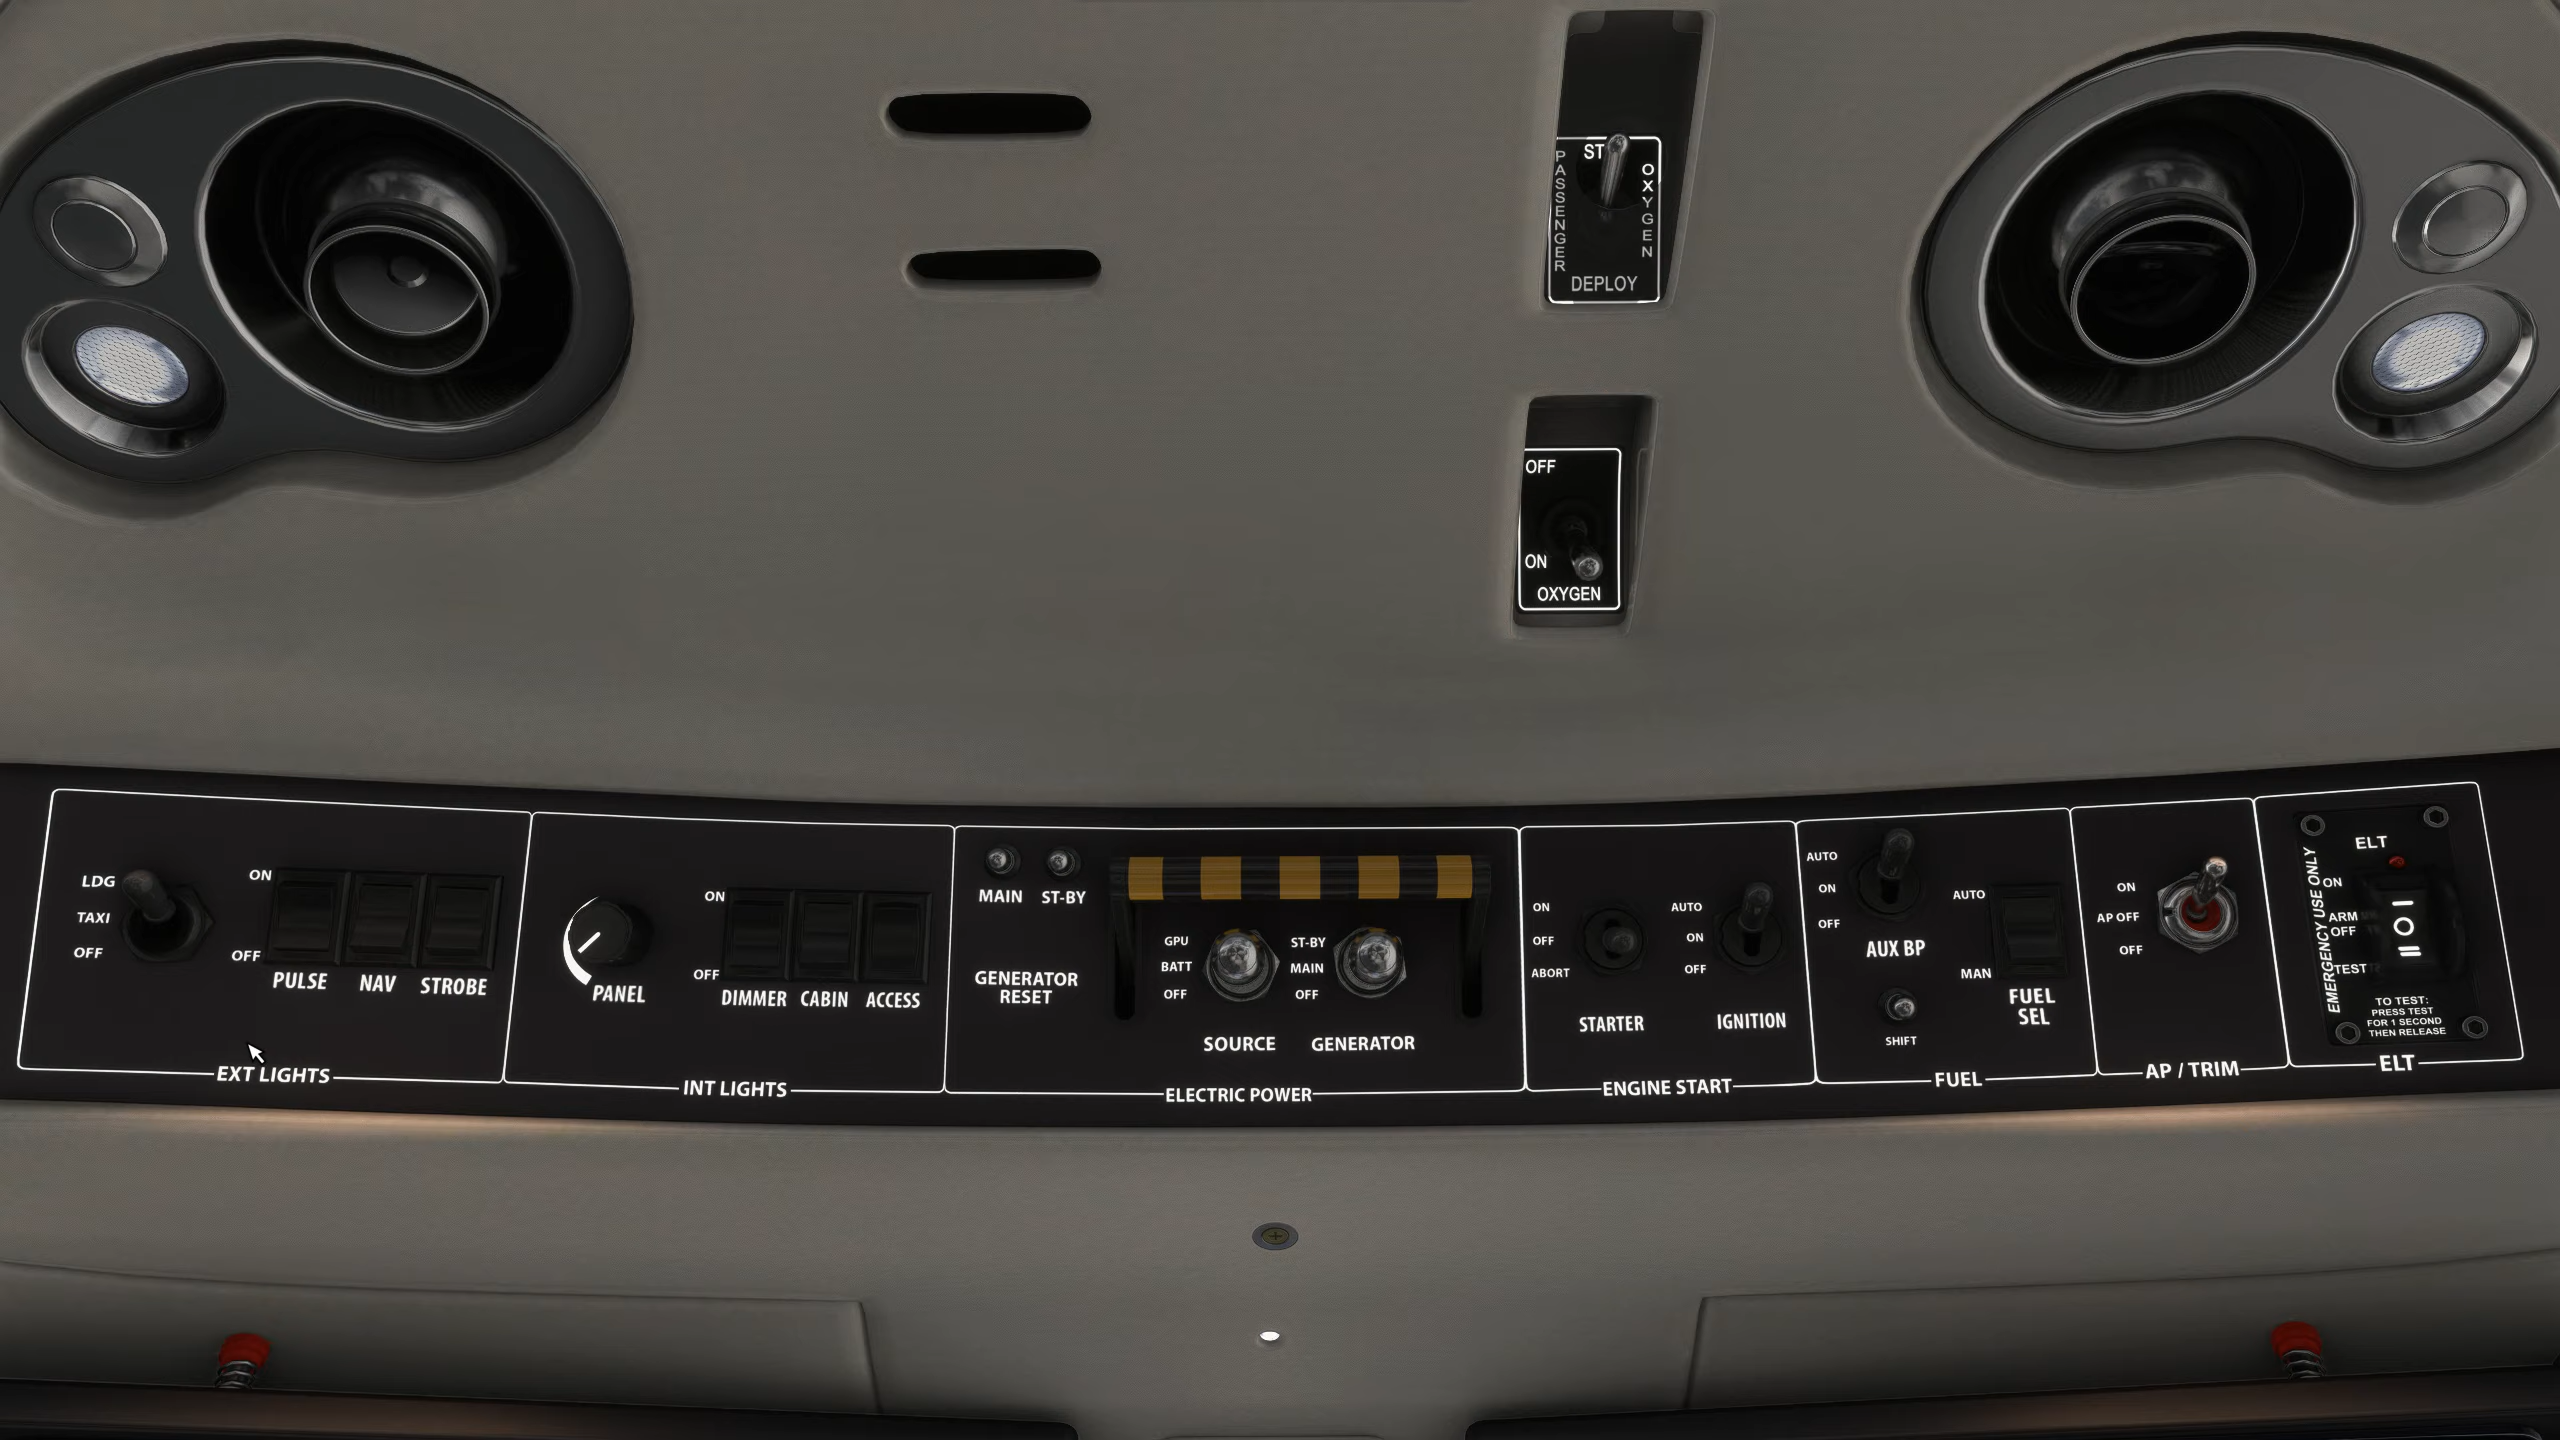 ST
PASSENGER
OXYGEN
DEPLOY
OFF
ON
OXYGEN
LDG
TAXI
OFF
ON
OFF
PULSE
NAV
STROBE
EXT LIGHTS
PANEL
ON
OFF
DIMMER
CABIN
ACCESS
INT LIGHTS
MAIN
ST-BY
GENERATOR
RESET
GPU
BATT
OFF
SOURCE
ST-BY
MAIN
OFF
GENERATOR
ELECTRIC POWER
ON
OFF
ABORT
STARTER
AUTO
ON
OFF
IGNITION
ENGINE START
AUTO
ON
OFF
AUX BP
SHIFT
AUTO
MAN
FUEL
SEL
FUEL
ON
AP OFF
OFF
AP / TRIM
EMERGENCY USE ONLY
ELT
ON
ARM
OFF
TEST
TO TEST:
PRESS TEST
FOR 1 SECOND
THEN RELEASE
ELT